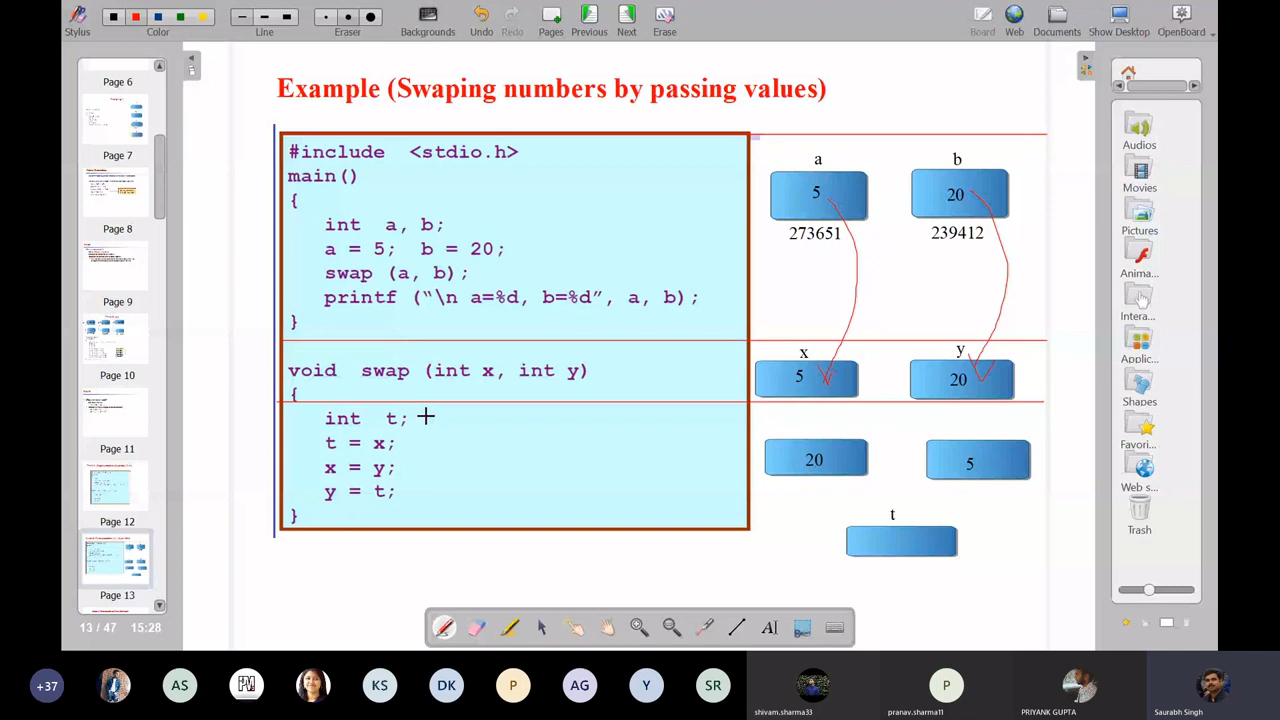 Stylus Color Line Eraser Backgrounds Undo Redo Pages Previous Next Erase Board Web Documents Show Desktop OpenBoard
Page 6
Page 7
Page 8
Page 9
Page 10
Page 11
Page 12
Page 13
13 / 47 15:28
Example (Swaping numbers by passing values)
#include <stdio.h>
main()
{
int a, b;
a = 5; b = 20;
swap (a, b);
printf (“\n a=%d, b=%d”, a, b);
}
void swap (int x, int y)
{
int t;
t = x;
x = y;
y = t;
}
a b
5 20
273651 239412
x y
5 20
20 5
t
Audios
Movies
Pictures
Anima...
Intera...
Applic...
Shapes
Favori...
Web s...
Trash
+37 AS KS DK P AG Y SR P
shivam.sharma33 pranav.sharma11 PRIYANK GUPTA Saurabh Singh